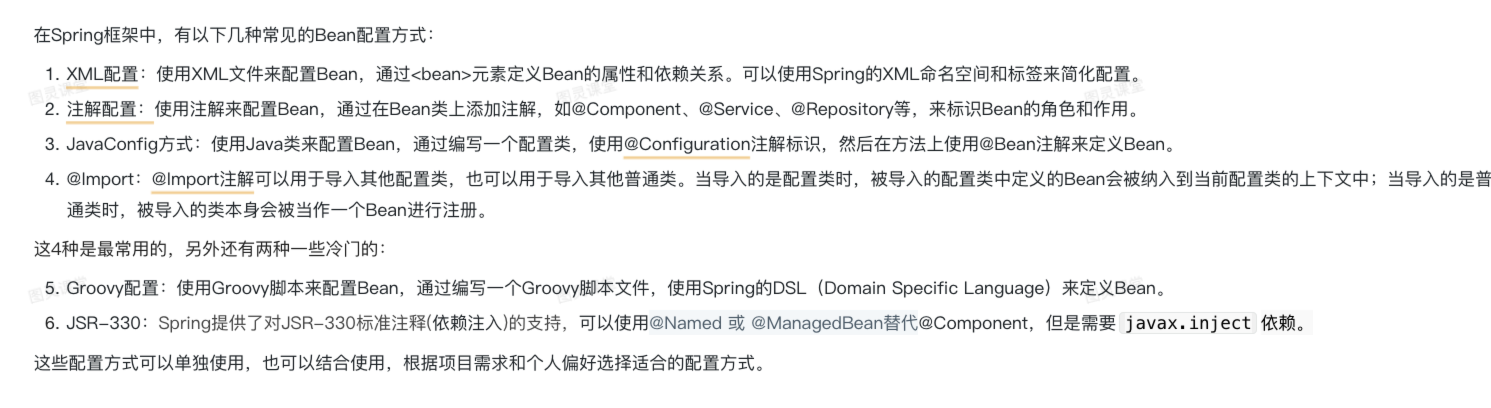 在Spring框架中，有以下几种常见的Bean配置方式：
1. XML配置：使用XML文件来配置Bean，通过<bean>元素定义Bean的属性和依赖关系。可以使用Spring的XML命名空间和标签来简化配置。
2. 注解配置：使用注解来配置Bean，通过在Bean类上添加注解，如@Component、@Service、@Repository等，来标识Bean的角色和作用。
3. JavaConfig方式：使用Java类来配置Bean，通过编写一个配置类，使用@Configuration注解标识，然后在方法上使用@Bean注解来定义Bean。
4. @Import：@Import注解可以用于导入其他配置类，也可以用于导入其他普通类。当导入的是配置类时，被导入的配置类中定义的Bean会被纳入到当前配置类的上下文中；当导入的是普
通类时，被导入的类本身会被当作一个Bean进行注册。
这4种是最常用的，另外还有两种一些冷门的：
5. Groovy配置：使用Groovy脚本来配置Bean，通过编写一个Groovy脚本文件，使用Spring的DSL（Domain Specific Language）来定义Bean。
6. JSR-330：Spring提供了对JSR-330标准注释(依赖注入)的支持，可以使用@Named 或 @ManagedBean替代@Component，但是需要 javax.inject 依赖。
这些配置方式可以单独使用，也可以结合使用，根据项目需求和个人偏好选择适合的配置方式。